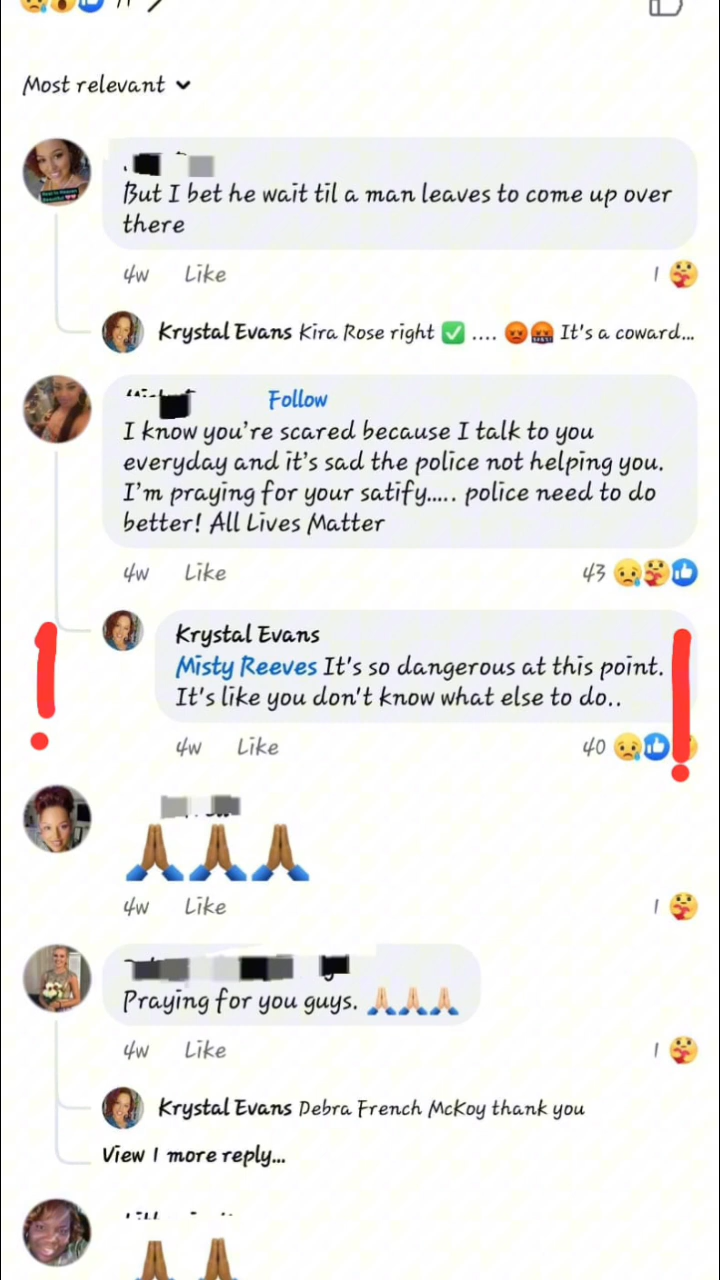 Most relevant
But I bet he wait til a man leaves to come up over
there
4w Like 1
Krystal Evans Kira Rose right ✅ .... 😡🤬 It's a coward...
Follow
I know you're scared because I talk to you
everyday and it's sad the police not helping you.
I'm praying for your satify..... police need to do
better! All Lives Matter
4w Like 43
Krystal Evans
Misty Reeves It's so dangerous at this point.
It's like you don't know what else to do..
4w Like 40
🙏🏾🙏🏾🙏🏾
4w Like 1
Praying for you guys. 🙏🏻🙏🏻🙏🏻
4w Like 1
Krystal Evans Debra French McKoy thank you
View 1 more reply...